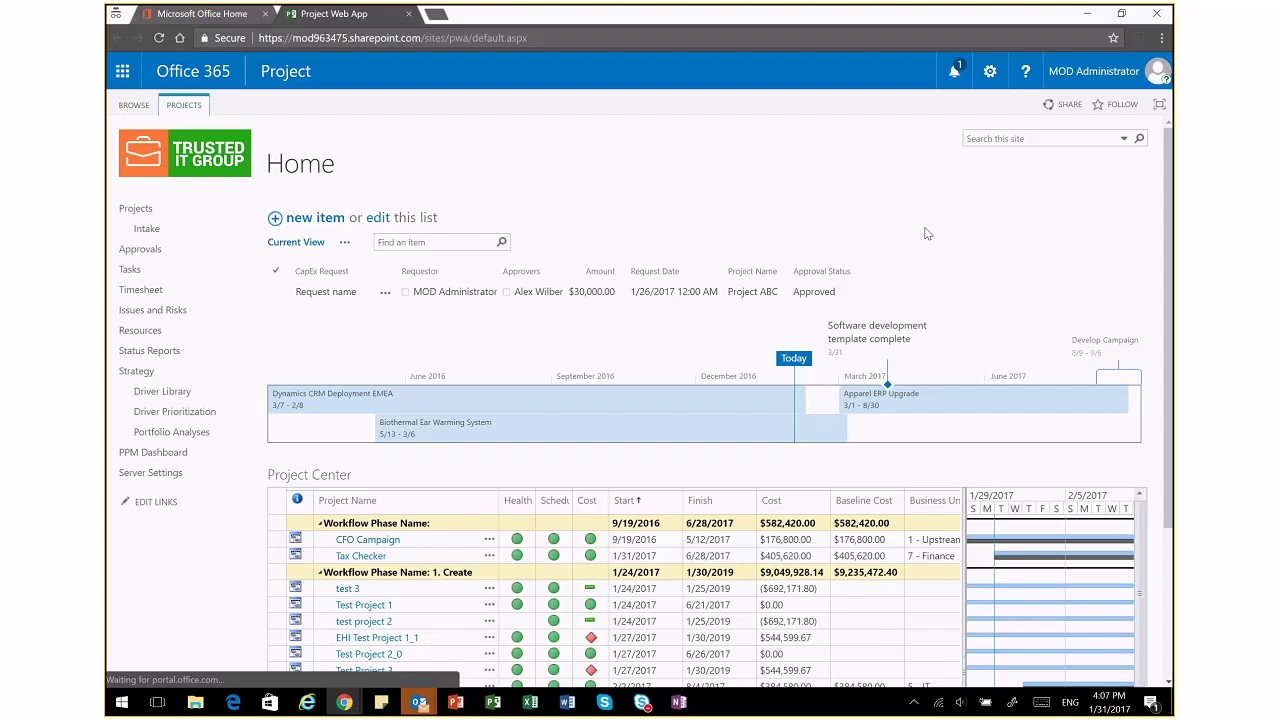 Microsoft Office Home
Project Web App
Secure https://mod963475.sharepoint.com/sites/pwa/default.aspx
Office 365 Project 1 ? MOD Administrator
BROWSE PROJECTS SHARE FOLLOW
TRUSTED
IT GROUP
Home
Search this site
Projects
Intake
Approvals
Tasks
Timesheet
Issues and Risks
Resources
Status Reports
Strategy
Driver Library
Driver Prioritization
Portfolio Analyses
PPM Dashboard
Server Settings
EDIT LINKS
new item or edit this list
Current View ••• Find an item
CapEx Request Requestor Approvers Amount Request Date Project Name Approval Status
Request name ••• MOD Administrator Alex Wilber $30,000.00 1/26/2017 12:00 AM Project ABC Approved
Software development
template complete
3/31
Develop Campaign
8/9 - 9/6
Today
June 2016 September 2016 December 2016 March 2017 June 2017
Dynamics CRM Deployment EMEA
3/7 - 2/8
Apparel ERP Upgrade
3/1 - 8/30
Biothermal Ear Warming System
5/13 - 3/6
Project Center
Project Name Health Schedu Cost Start Finish Cost Baseline Cost Business Un
1/29/2017 2/5/2017
S M T W T F S S M T W T
Workflow Phase Name: 9/19/2016 6/28/2017 $582,420.00 $582,420.00
CFO Campaign ••• 9/19/2016 5/12/2017 $176,800.00 $176,800.00 1 - Upstream
Tax Checker ••• 1/31/2017 6/28/2017 $405,620.00 $405,620.00 7 - Finance
Workflow Phase Name: 1. Create 1/24/2017 1/30/2019 $9,049,928.14 $9,235,472.40
test 3 ••• 1/24/2017 1/25/2019 ($692,171.80)
Test Project 1 ••• 1/24/2017 6/21/2017 $0.00
test project 2 ••• 1/24/2017 1/25/2019 ($692,171.80)
EHI Test Project 1_1 ••• 1/27/2017 1/30/2019 $544,599.67
Test Project 2_0 ••• 1/27/2017 6/26/2017 $0.00
Test Project 3 ••• 1/27/2017 1/30/2019 $544,599.67
Waiting for portal.office.com...
ENG
4:07 PM
1/31/2017